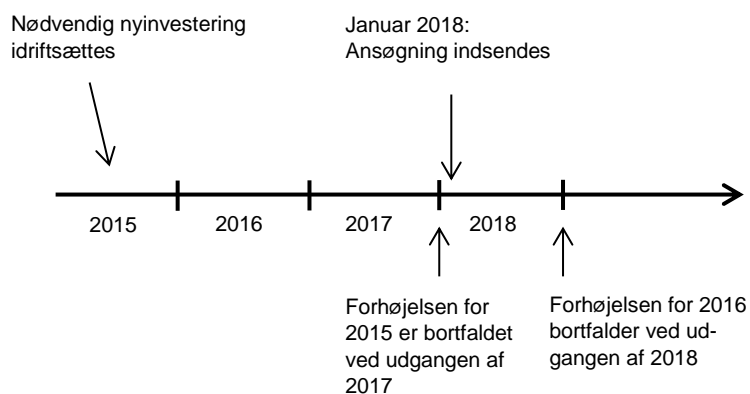 Nødvendig nyinvestering
idriftsættes
Januar 2018:
Ansøgning indsendes
2015
2016
2017
2018
Forhøjelsen for
2015 er bortfaldet
ved udgangen af
2017
Forhøjelsen for 2016
bortfalder ved ud-
gangen af 2018